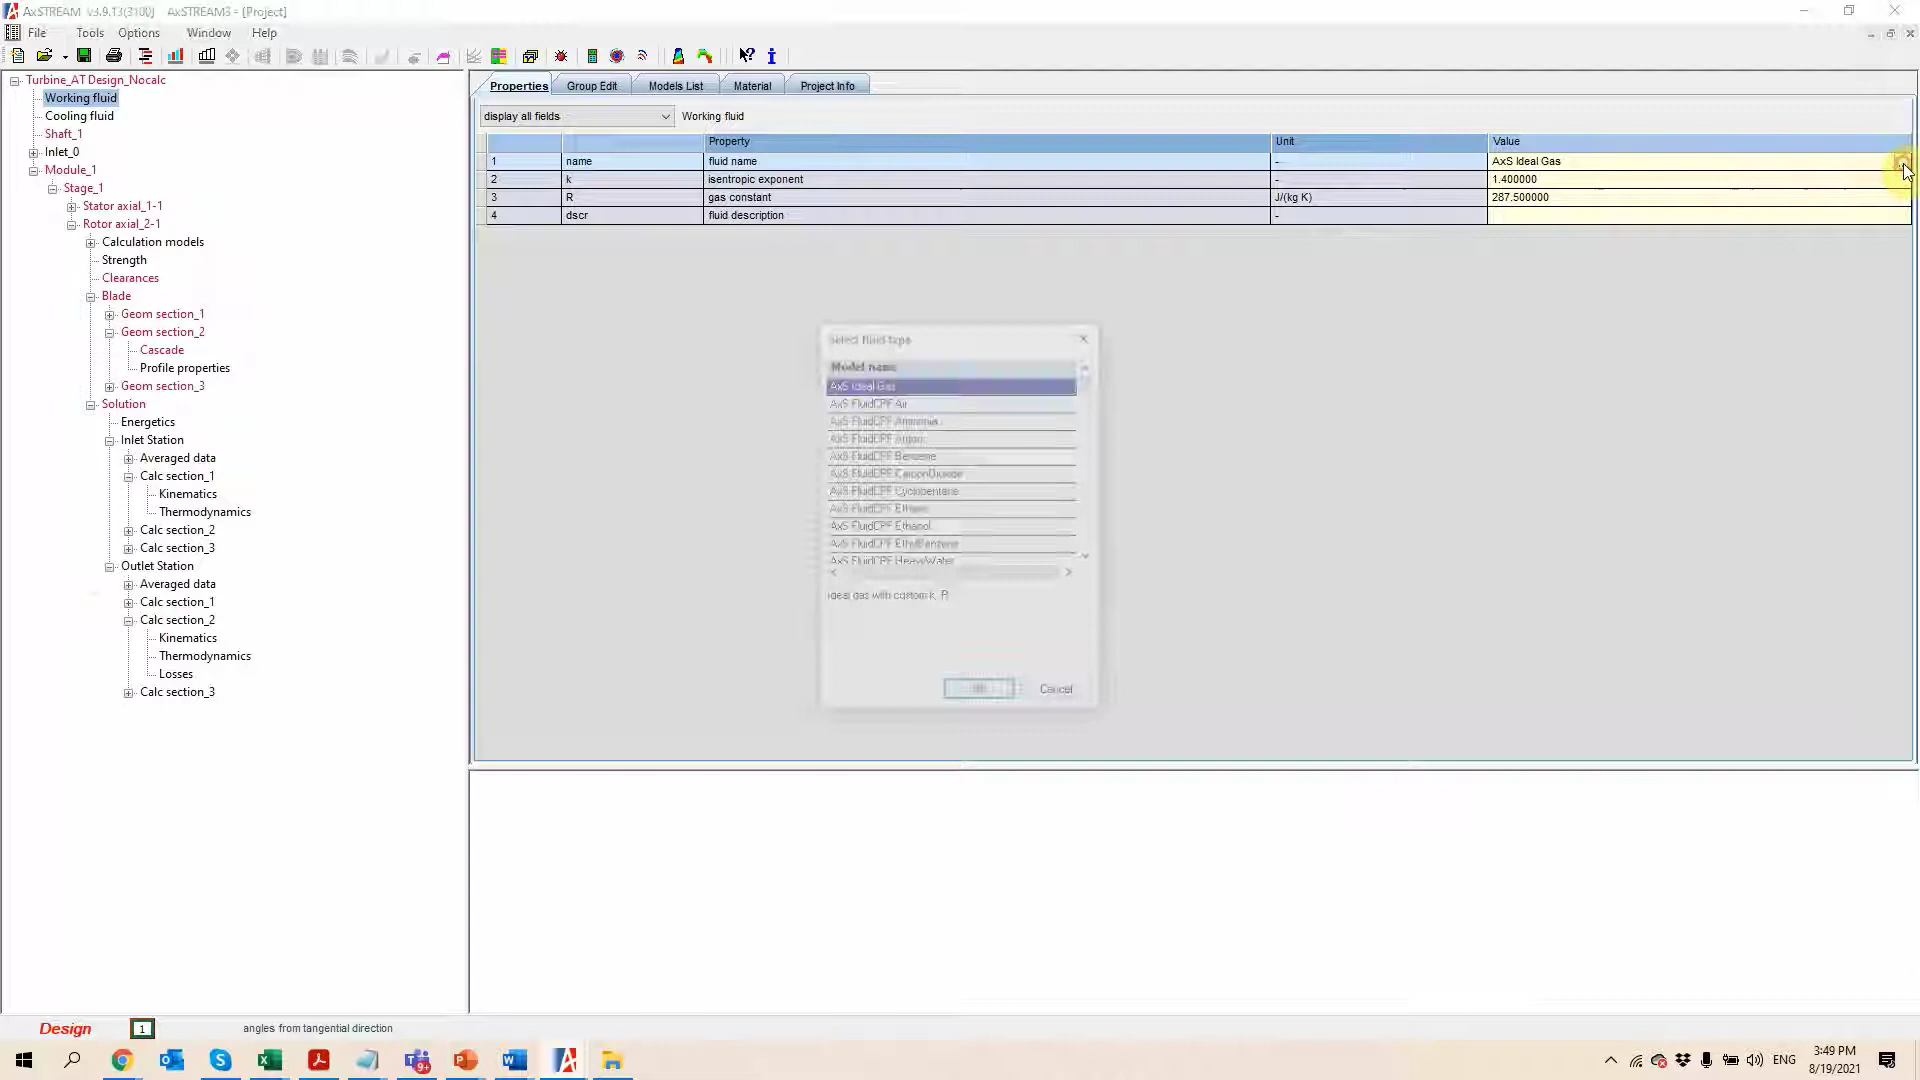 AxSTREAM v3.9.13(3100) AxSTREAM3 - [Project]
File Tools Options Window Help
Turbine_AT Design_Nocalc
Working fluid
Cooling fluid
Shaft_1
Inlet_0
Module_1
Stage_1
Stator axial_1-1
Rotor axial_2-1
Calculation models
Strength
Clearances
Blade
Geom section_1
Geom section_2
Cascade
Profile properties
Geom section_3
Solution
Energetics
Inlet Station
Averaged data
Calc section_1
Kinematics
Thermodynamics
Calc section_2
Calc section_3
Outlet Station
Averaged data
Calc section_1
Calc section_2
Kinematics
Thermodynamics
Losses
Calc section_3
Properties Group Edit Models List Material Project Info
display all fields Working fluid
Property Unit Value
1 name fluid name - AxS Ideal Gas
2 k isentropic exponent - 1.400000
3 R gas constant J/(kg K) 287.500000
4 dscr fluid description -
select fluid type
Model name
AxS Ideal Gas
AxS FluidCPF Air
AxS FluidCPF Ammonia
AxS FluidCPF Argon
AxS FluidCPF Benzene
AxS FluidCPF CarbonDioxide
AxS FluidCPF Cyclopentane
AxS FluidCPF Ethane
AxS FluidCPF Ethanol
AxS FluidCPF EthylBenzene
AxS FluidCPF HeavyWater
ideal gas with custom k, R
Cancel
Design 1 angles from tangential direction
9+
ENG
3:49 PM
8/19/2021